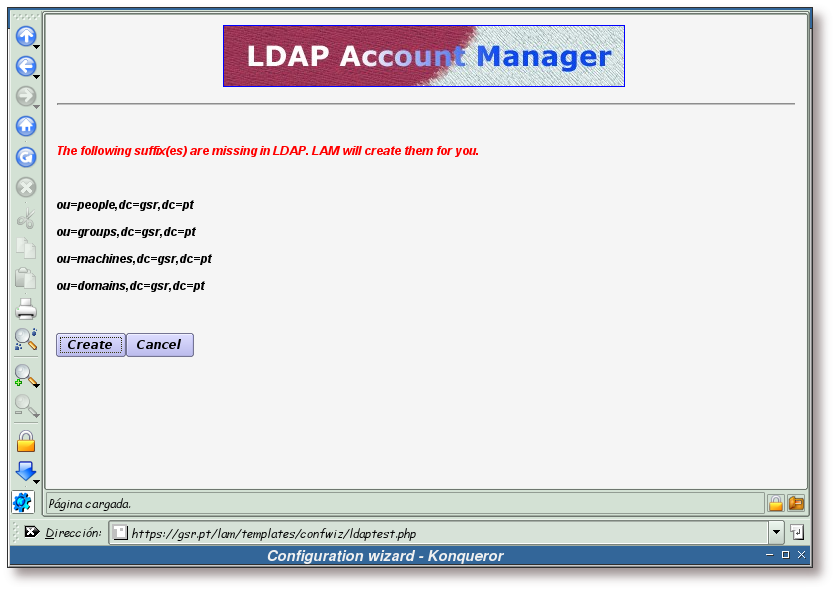 LDAP Account Manager
The following suffix(es) are missing in LDAP. LAM will create them for you.
ou=people,dc=gsr,dc=pt
ou=groups,dc=gsr,dc=pt
ou=machines,dc=gsr,dc=pt
ou=domains,dc=gsr,dc=pt
Create Cancel
Página cargada.
Dirección: https://gsr.pt/lam/templates/confwiz/ldaptest.php
Configuration wizard - Konqueror